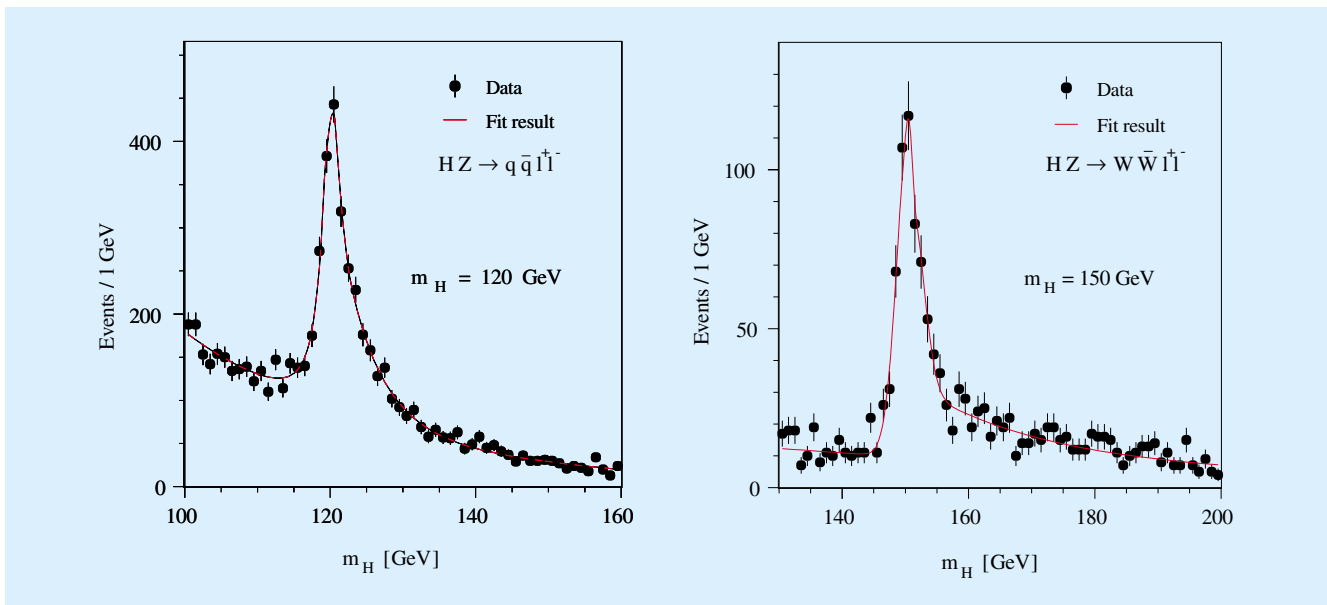 Data
Fit result
H Z → q q̄ l⁺l⁻
m_H = 120 GeV
Events / 1 GeV
400
200
0
100 120 140 160
m_H [GeV]
Data
Fit result
H Z → W W̄ l⁺l⁻
m_H = 150 GeV
Events / 1 GeV
100
50
0
140 160 180 200
m_H [GeV]